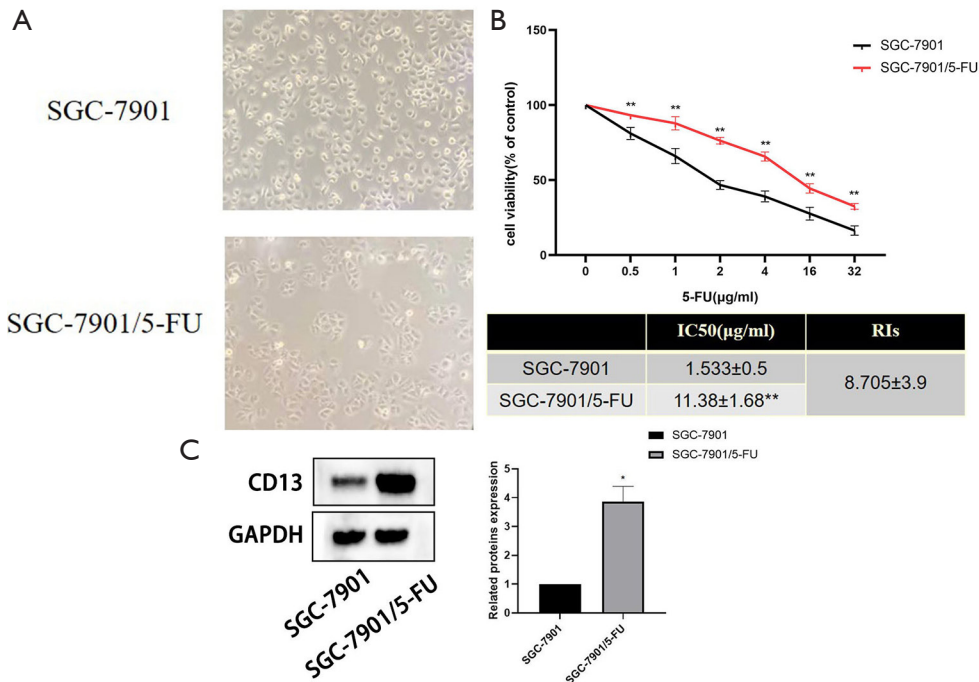 A
SGC-7901
SGC-7901/5-FU
B
SGC-7901
SGC-7901/5-FU
cell viability(% of control)
150
100
50
0
** ** ** ** ** **
0 0.5 1 2 4 16 32
5-FU(μg/ml)
IC50(μg/ml) RIs
SGC-7901 1.533±0.5 8.705±3.9
SGC-7901/5-FU 11.38±1.68**
C
CD13
GAPDH
SGC-7901
SGC-7901/5-FU
SGC-7901
SGC-7901/5-FU
Related proteins expression
5
4
3
2
1
0
*
SGC-7901
SGC-7901/5-FU